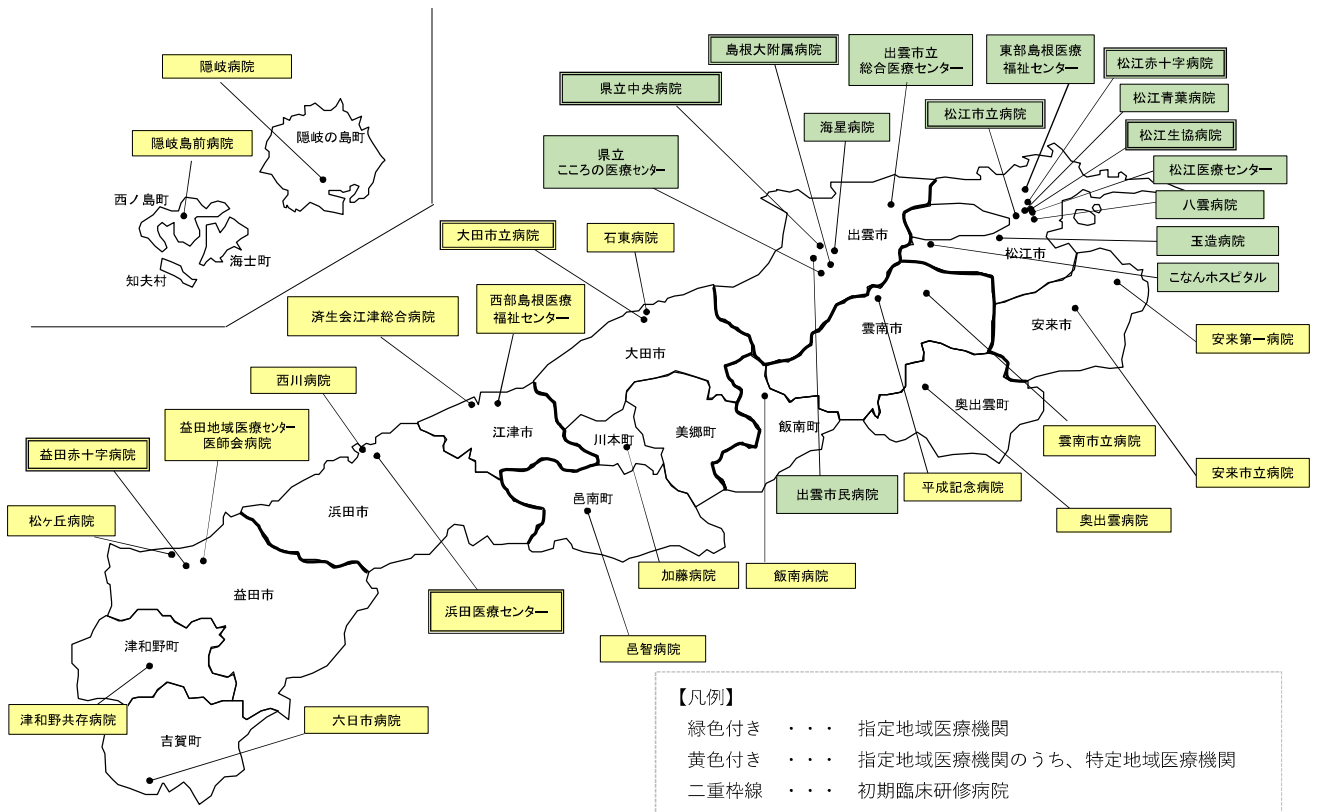 隠岐病院
隠岐の島町
隠岐島前病院
西ノ島町
海士町
知夫村
島根大附属病院
出雲市立
総合医療センター
東部島根医療
福祉センター
松江赤十字病院
県立中央病院
松江青葉病院
松江市立病院
海星病院
松江生協病院
県立
こころの医療センター
松江医療センター
八雲病院
玉造病院
こなんホスピタル
出雲市
松江市
大田市立病院
石東病院
済生会江津総合病院
西部島根医療
福祉センター
雲南市
安来市
安来第一病院
大田市
西川病院
奥出雲町
益田地域医療センター
医師会病院
江津市
川本町
美郷町
飯南町
雲南市立病院
益田赤十字病院
安来市立病院
出雲市民病院
平成記念病院
邑南町
浜田市
松ヶ丘病院
奥出雲病院
加藤病院
飯南病院
益田市
浜田医療センター
津和野町
邑智病院
津和野共存病院
六日市病院
吉賀町
【凡例】
緑色付き ・・・ 指定地域医療機関
黄色付き ・・・ 指定地域医療機関のうち、特定地域医療機関
二重枠線 ・・・ 初期臨床研修病院